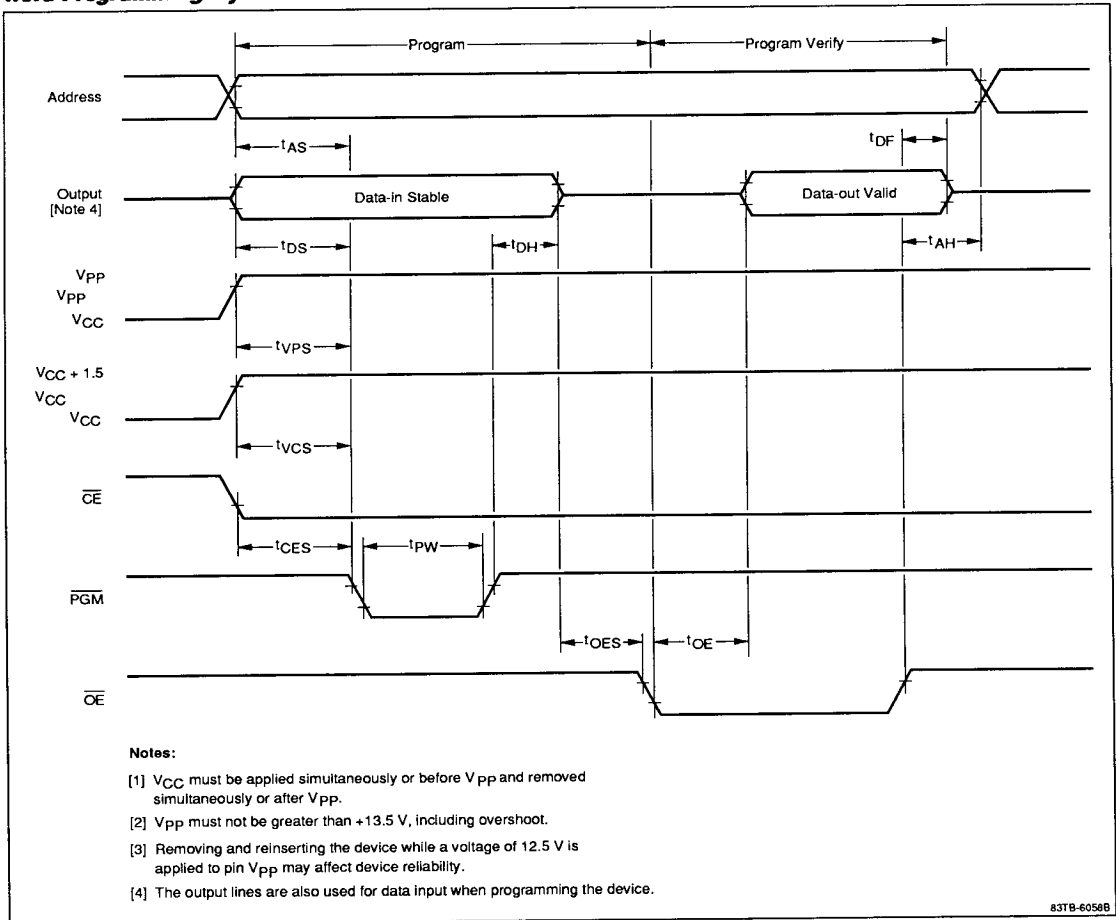 Program
Program Verify
Address
tAS
tDF
Output
[Note 4]
Data-in Stable
Data-out Valid
tDS
tDH
tAH
VPP
VPP
VCC
tVPS
VCC + 1.5
VCC
VCC
tVCS
CE
tCES
tPW
PGM
tOES
tOE
OE
Notes:
[1] VCC must be applied simultaneously or before VPP and removed
simultaneously or after VPP.
[2] VPP must not be greater than +13.5 V, including overshoot.
[3] Removing and reinserting the device while a voltage of 12.5 V is
applied to pin VPP may affect device reliability.
[4] The output lines are also used for data input when programming the device.
83TB-6058B